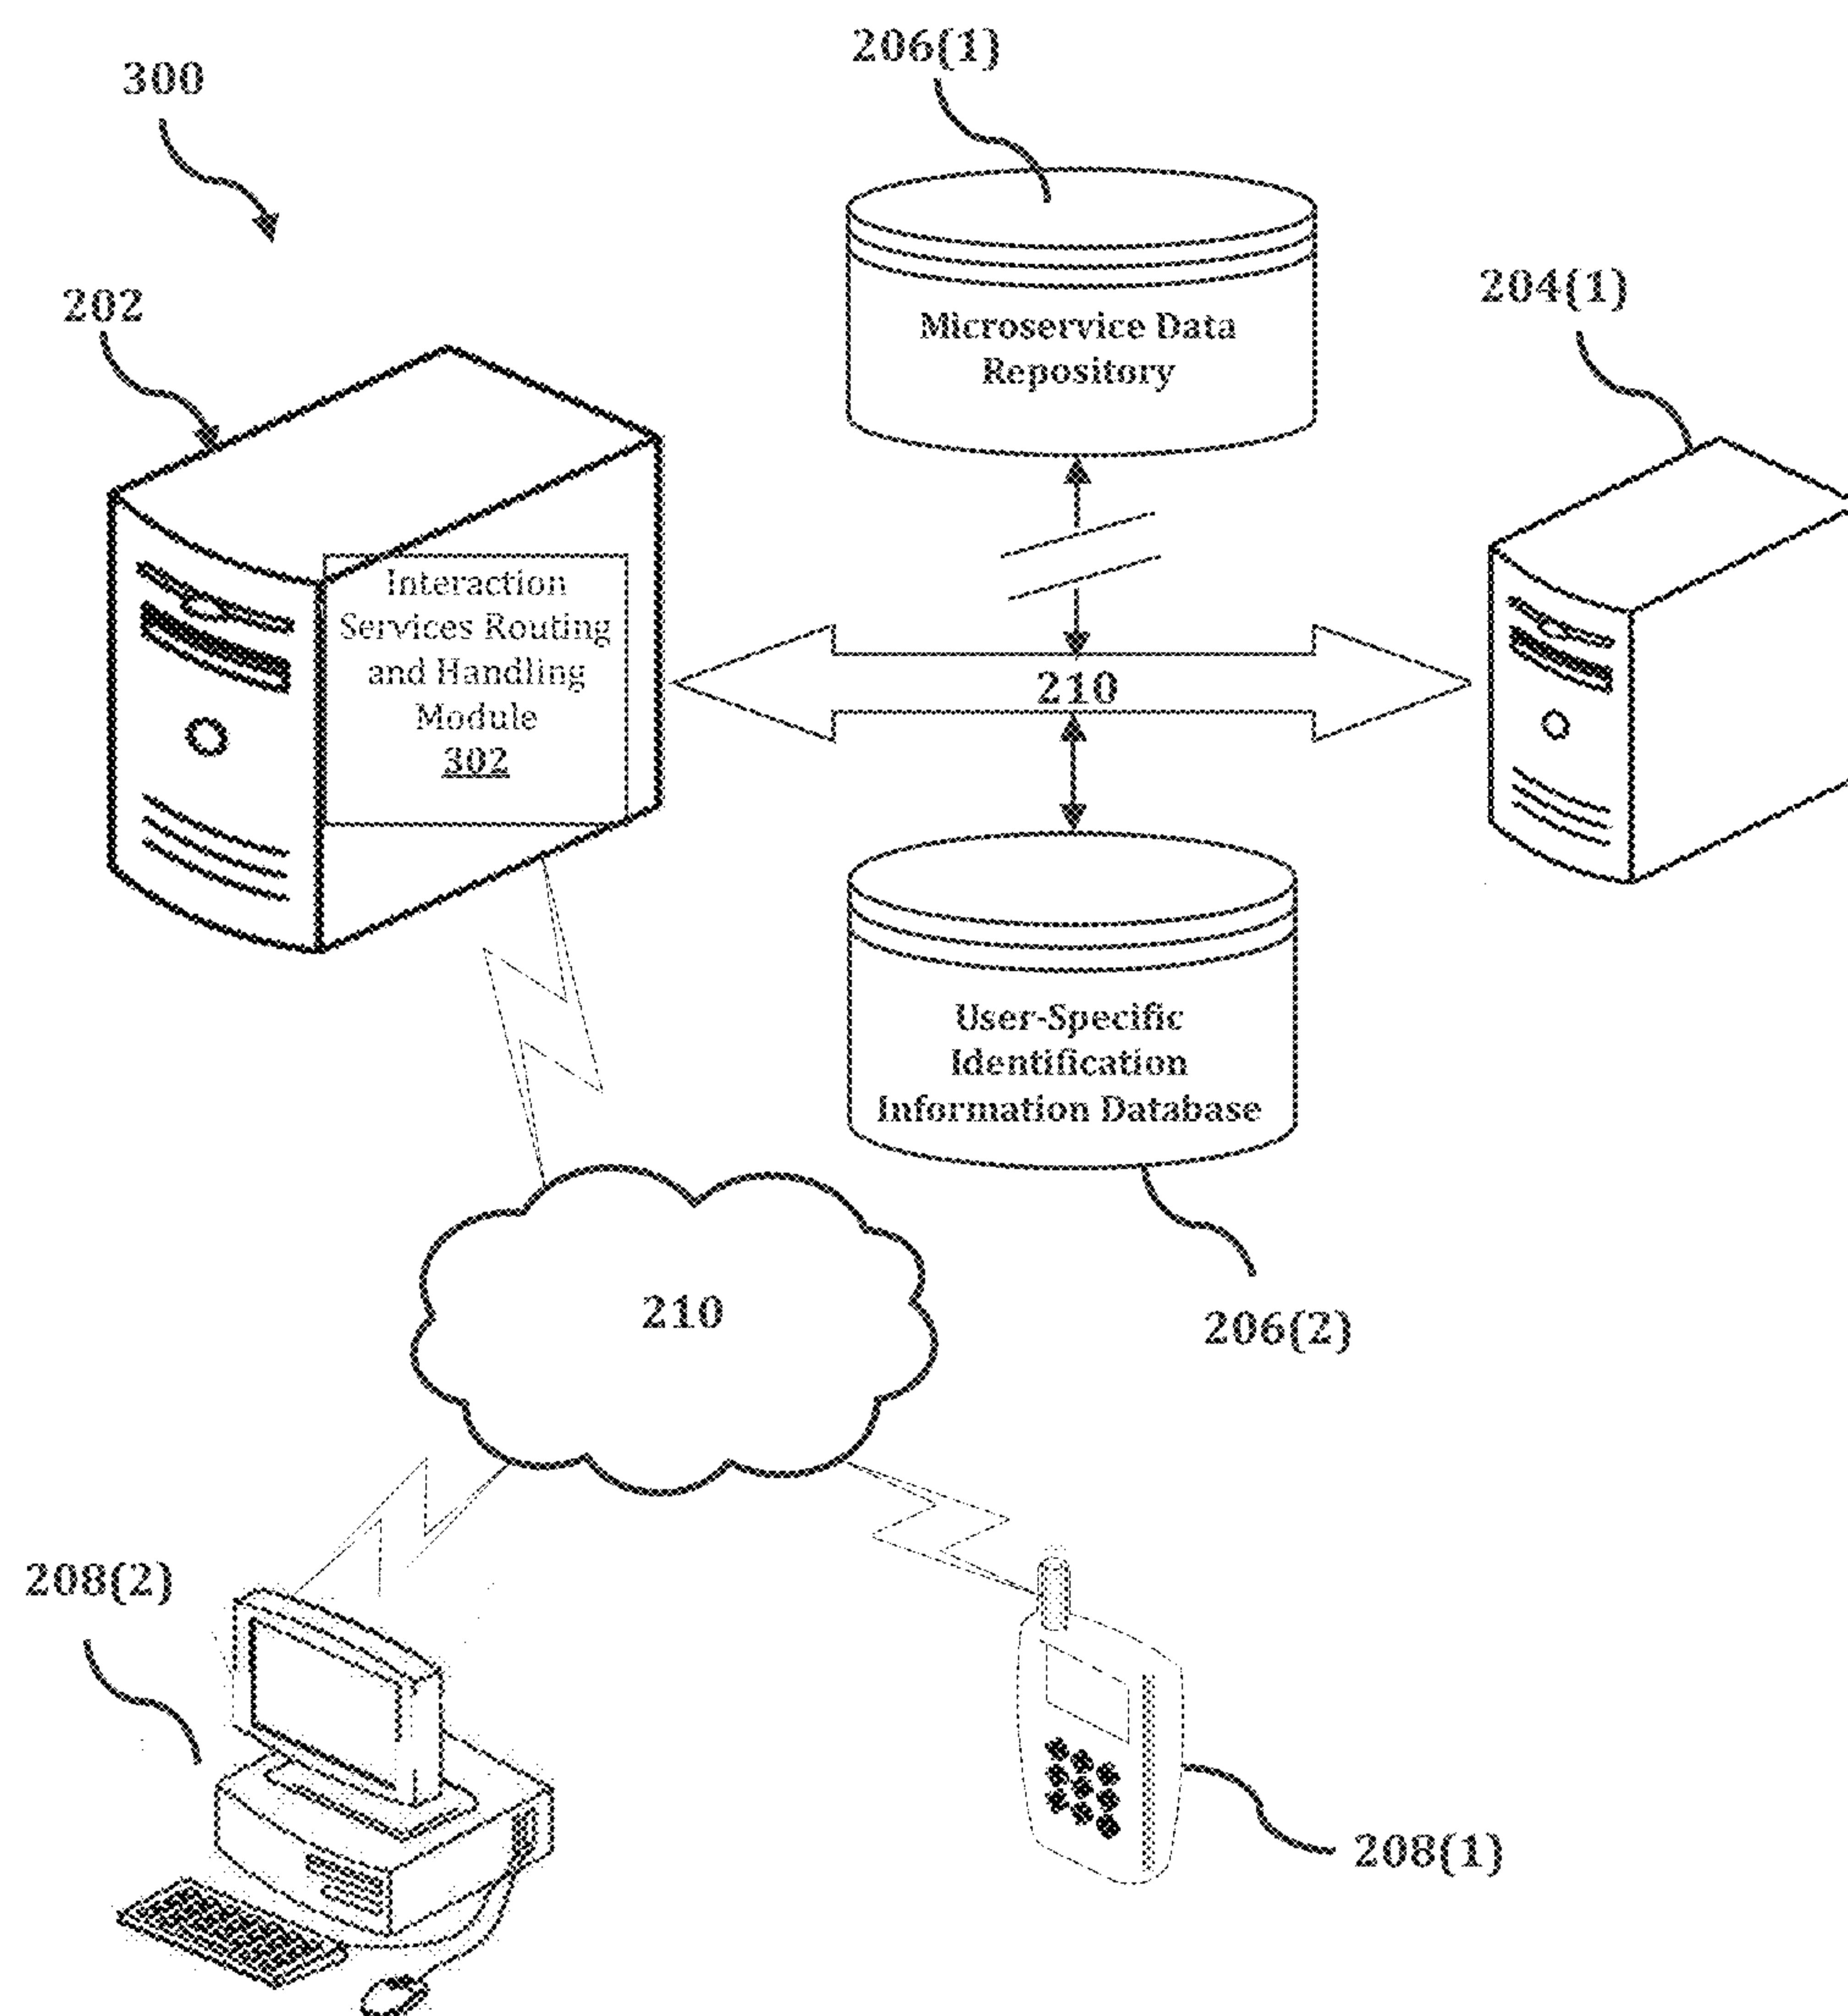 206(1)
300
204(1)
202
Microservice Data
Repository
Interaction
Services Routing
and Handling
Module
302
210
User-Specific
Identification
Information Database
210
206(2)
208(2)
208(1)